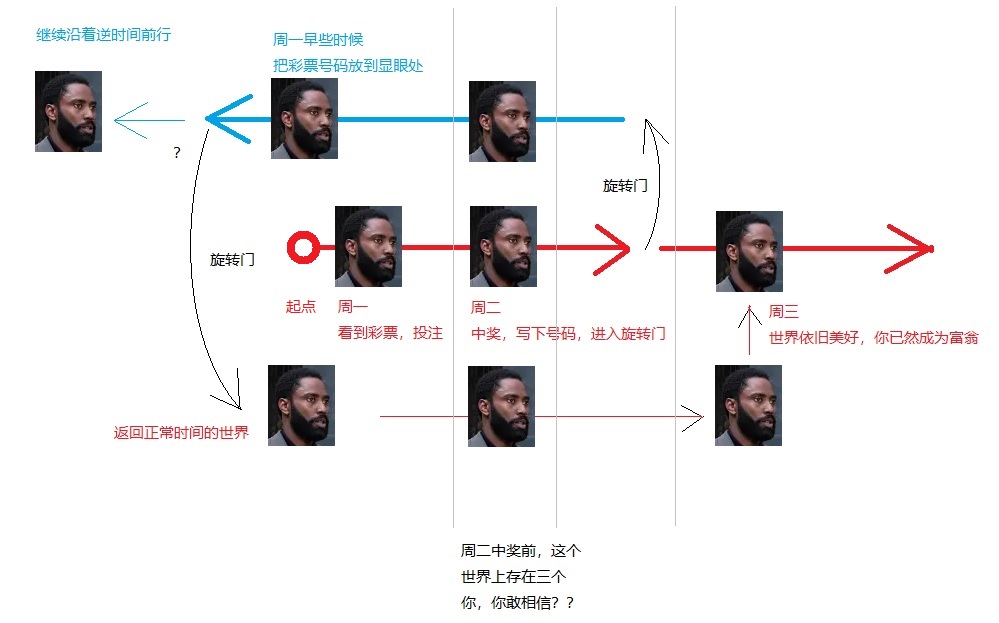 继续沿着逆时间前行
周一早些时候
把彩票号码放到显眼处
?
旋转门
旋转门
起点
周一
看到彩票，投注
周二
中奖，写下号码，进入旋转门
周三
世界依旧美好，你已然成为富翁
返回正常时间的世界
周二中奖前，这个
世界上存在三个
你，你敢相信？？